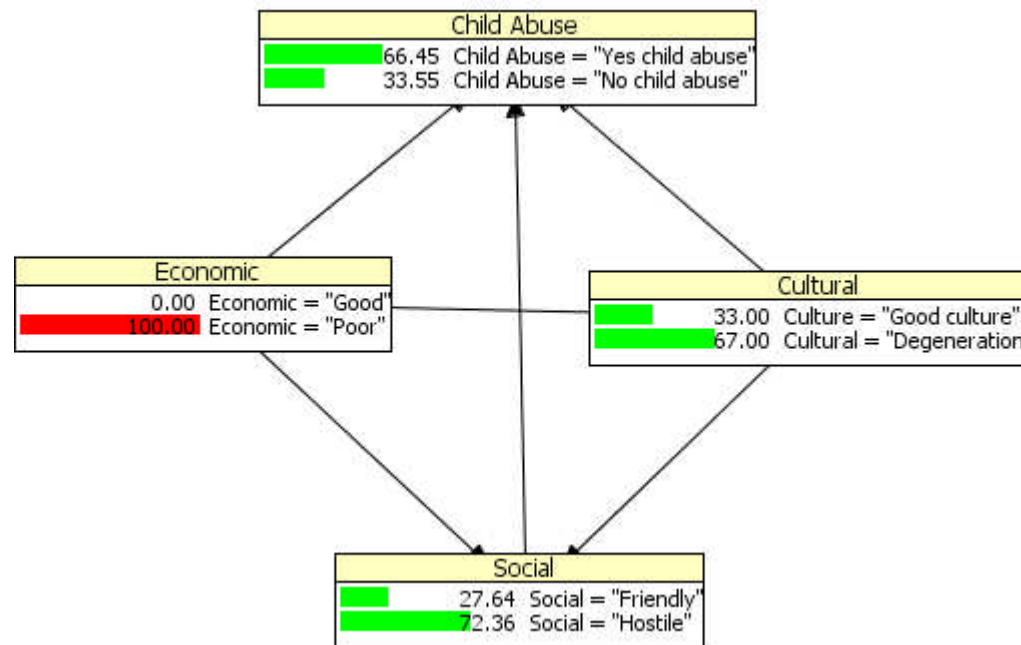 Child Abuse
66.45 Child Abuse = "Yes child abuse"
33.55 Child Abuse = "No child abuse"
Economic
0.00 Economic = "Good"
100.00 Economic = "Poor"
Cultural
33.00 Culture = "Good culture"
67.00 Cultural = "Degeneration
Social
27.64 Social = "Friendly"
72.36 Social = "Hostile"